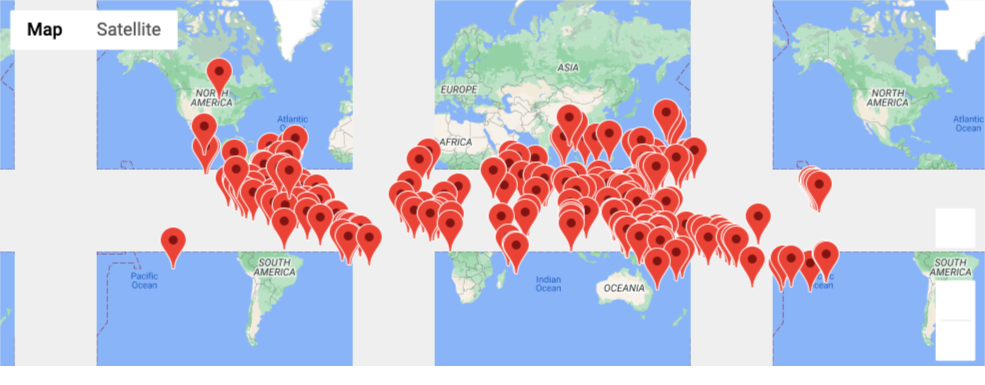 Map
Satellite
NORTH
AMERICA
Atlantic
EUROPE
ASIA
AFRICA
NORTH
AMERICA
Atlantic
Ocean
SOUTH
AMERICA
Pacific
Ocean
Indian
Ocean
OCEANIA
Ocean
SOUTH
AMERICA